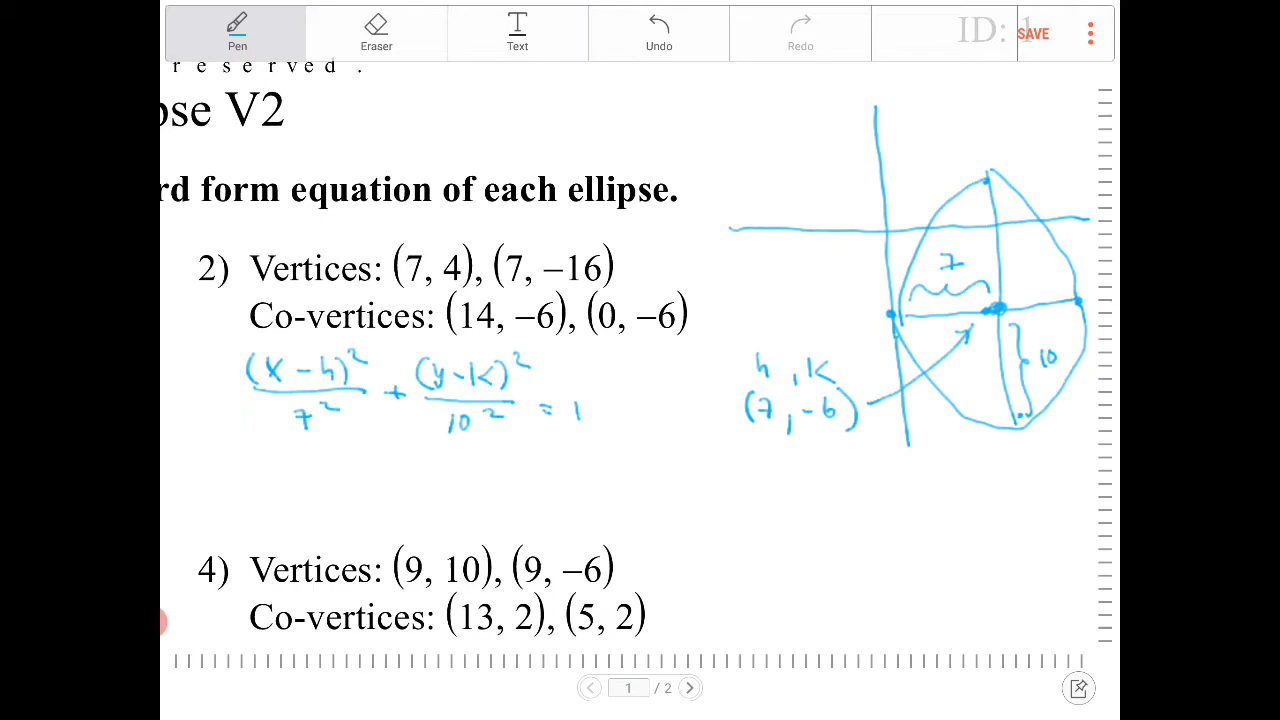 Pen Eraser Text Undo Redo ID: 1 SAVE
r e s e r v e d .
pse V2
rd form equation of each ellipse.
2) Vertices: (7, 4), (7, −16)
Co-vertices: (14, −6), (0, −6)
(x - h)² / 7² + (y - k)² / 10² = 1
h , k
(7, -6)
7
10
4) Vertices: (9, 10), (9, −6)
Co-vertices: (13, 2), (5, 2)
1 / 2